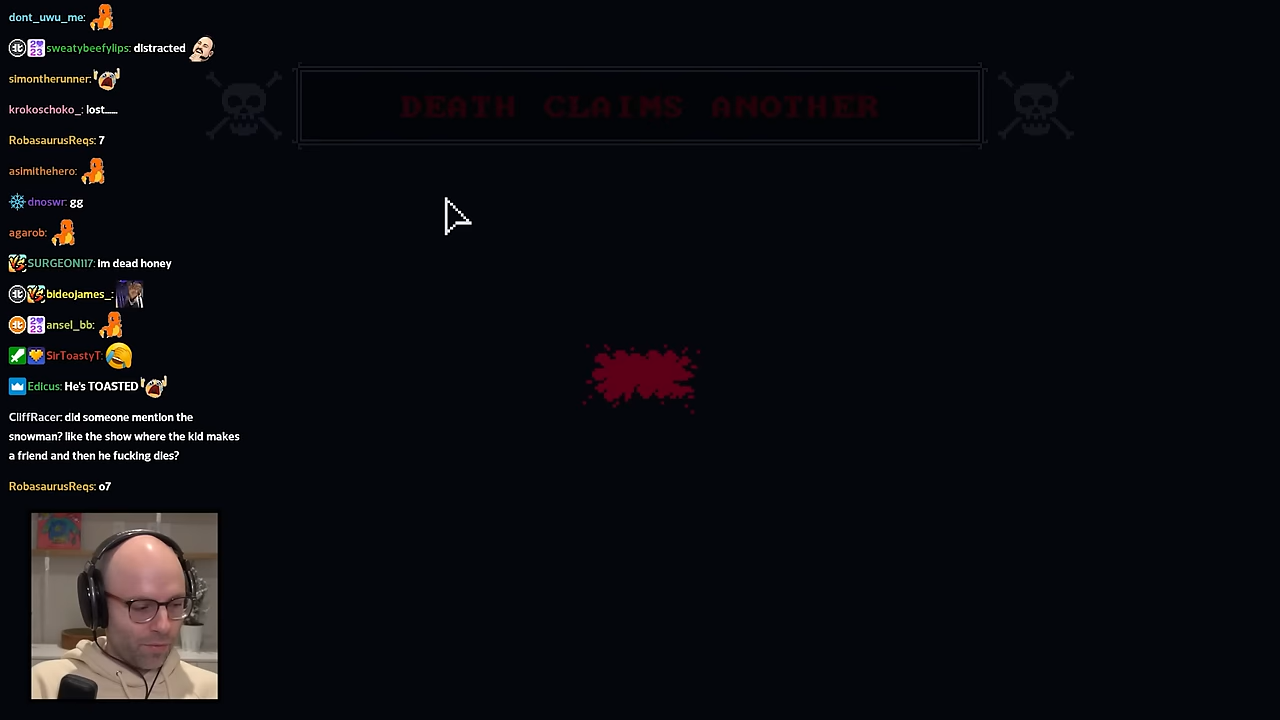 dont_uwu_me:
sweatybeefylips: distracted
simontherunner:
krokoschoko_: lost......
RobasaurusReqs: 7
asimithehero:
dnoswr: gg
agarob:
SURGEON117: im dead honey
bideojames_:
ansel_bb:
SirToastyT:
Edicus: He's TOASTED
CliffRacer: did someone mention the
snowman? like the show where the kid makes
a friend and then he fucking dies?
RobasaurusReqs: o7
DEATH CLAIMS ANOTHER